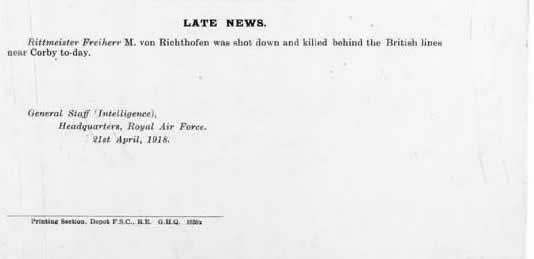 LATE NEWS.
Rittmeister Freiherr M. von Richthofen was shot down and killed behind the British lines
near Corby to-day.
General Staff (Intelligence),
Headquarters, Royal Air Force.
21st April, 1918.
Printing Section, Depot F.S.C., R.E. G.H.Q.